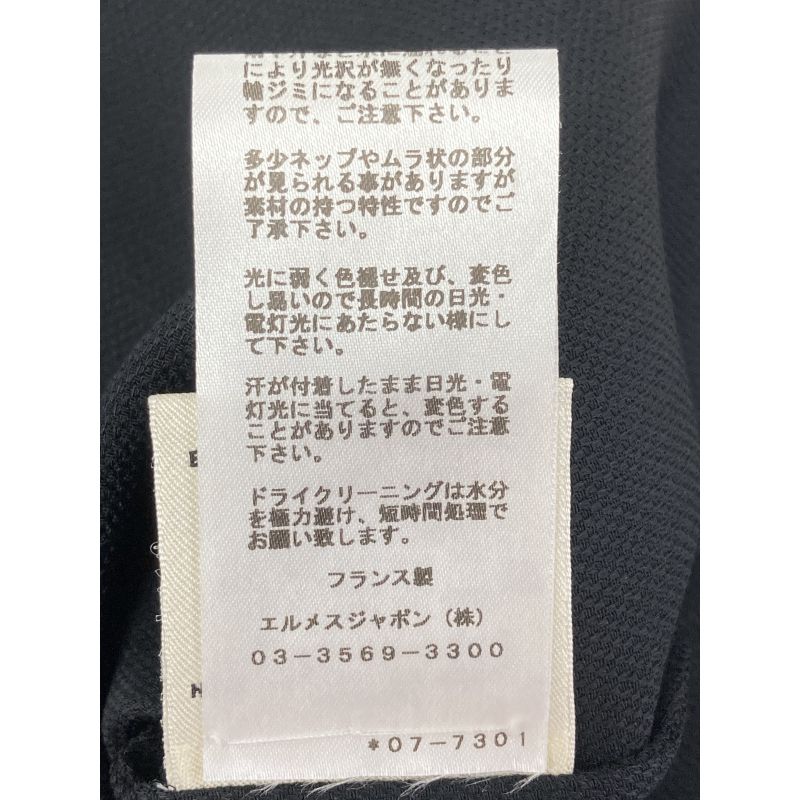 により光沢が無くなったり
輪ジミになることがありま
すので、ご注意下さい。
多少ネップやムラ状の部分
が見られる事がありますが
素材の持つ特性ですのでご
了承下さい。
光に弱く色褪せ及び、変色
し易いので長時間の日光・
電灯光にあたらない様にし
て下さい。
汗が付着したまま日光・電
灯光に当てると、変色する
ことがありますのでご注意
下さい。
ドライクリーニングは水分
を極力避け、短時間処理で
お願い致します。
フランス製
エルメスジャポン（株）
03－3569－3300
*07-7301